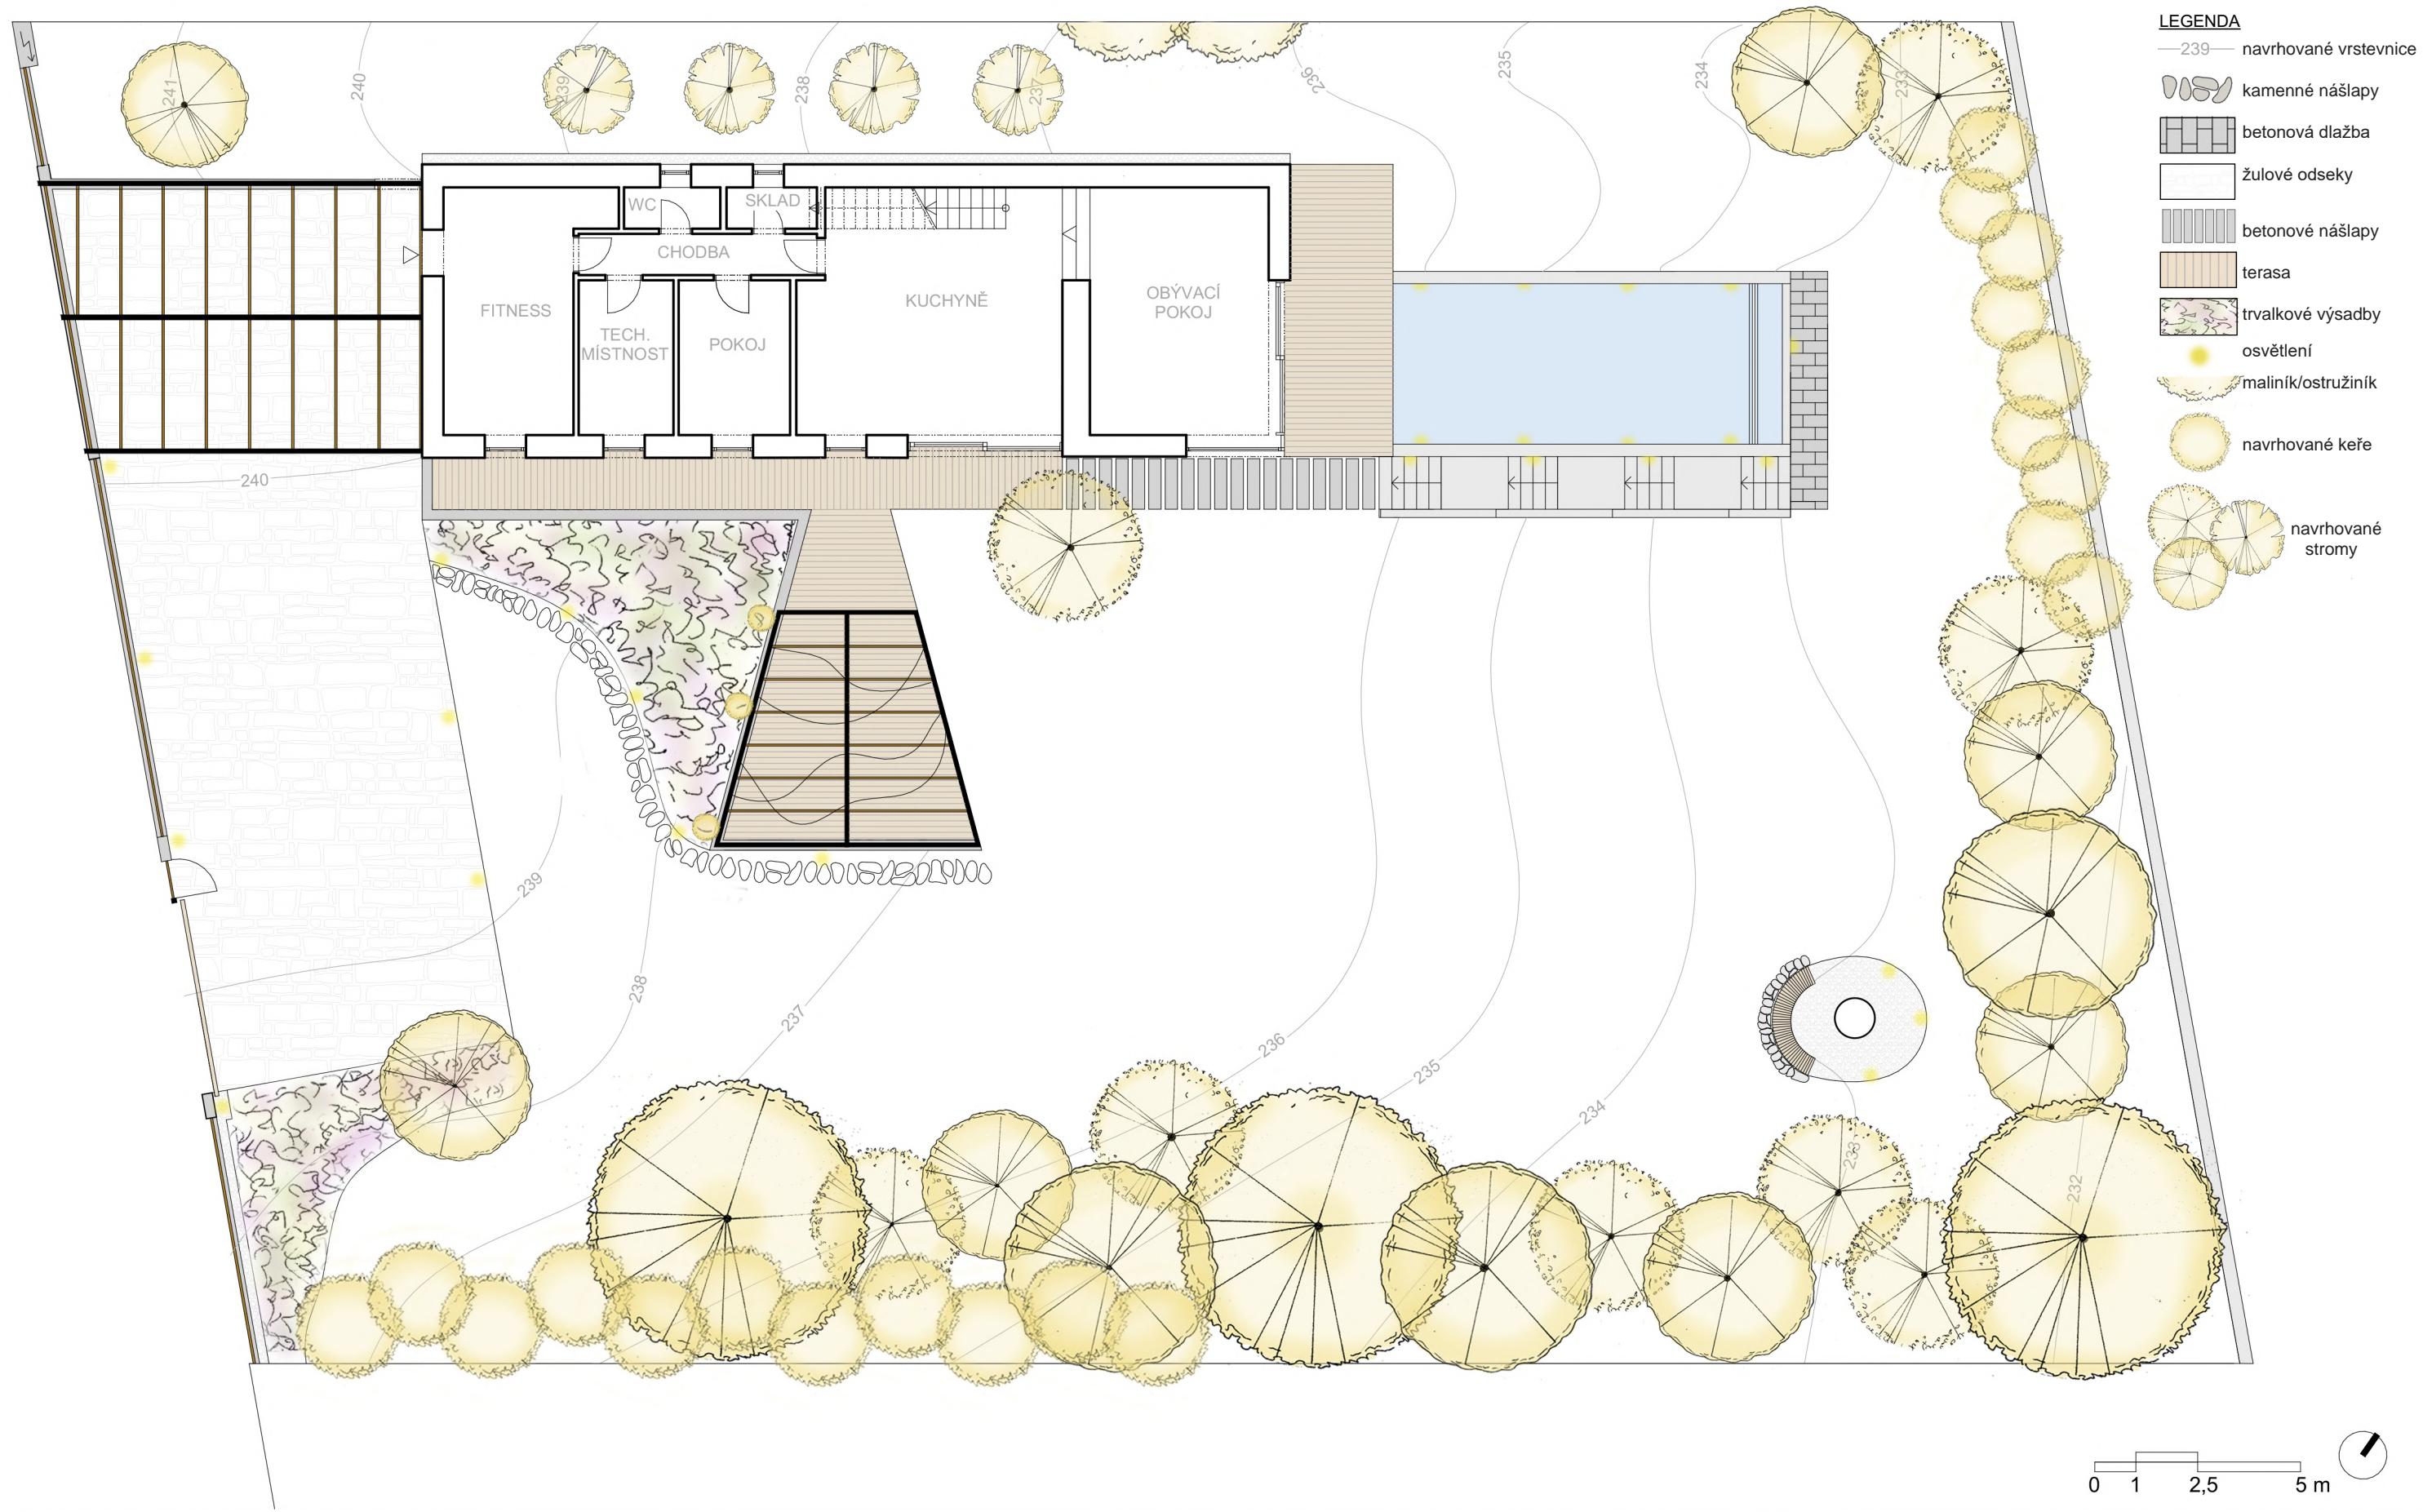 LEGENDA
239 navrhované vrstevnice
kamenné nášlapy
betonová dlažba
žulové odseky
betonové nášlapy
terasa
trvalkové výsadby
osvětlení
maliník/ostružiník
navrhované keře
navrhované
stromy
241
240
239
238
237
236
235
234
233
WC
SKLAD
CHODBA
FITNESS
KUCHYNĚ
OBÝVACÍ
POKOJ
TECH.
MÍSTNOST
POKOJ
240
239
238
237
236
235
234
233
232
0 1 2,5 5 m